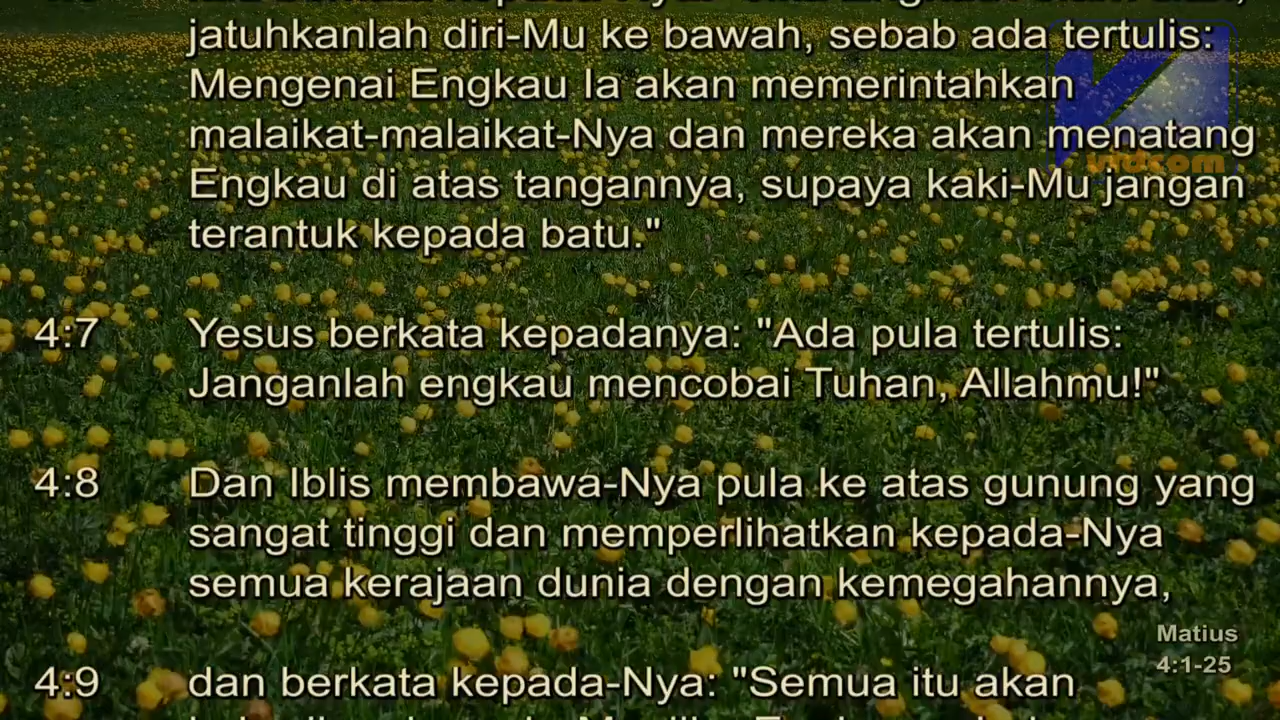 jatuhkanlah diri-Mu ke bawah, sebab ada tertulis:
Mengenai Engkau Ia akan memerintahkan
malaikat-malaikat-Nya dan mereka akan menatang
Engkau di atas tangannya, supaya kaki-Mu jangan
terantuk kepada batu."
4:7 Yesus berkata kepadanya: "Ada pula tertulis:
Janganlah engkau mencobai Tuhan, Allahmu!"
4:8 Dan Iblis membawa-Nya pula ke atas gunung yang
sangat tinggi dan memperlihatkan kepada-Nya
semua kerajaan dunia dengan kemegahannya,
Matius
4:1-25
4:9 dan berkata kepada-Nya: "Semua itu akan